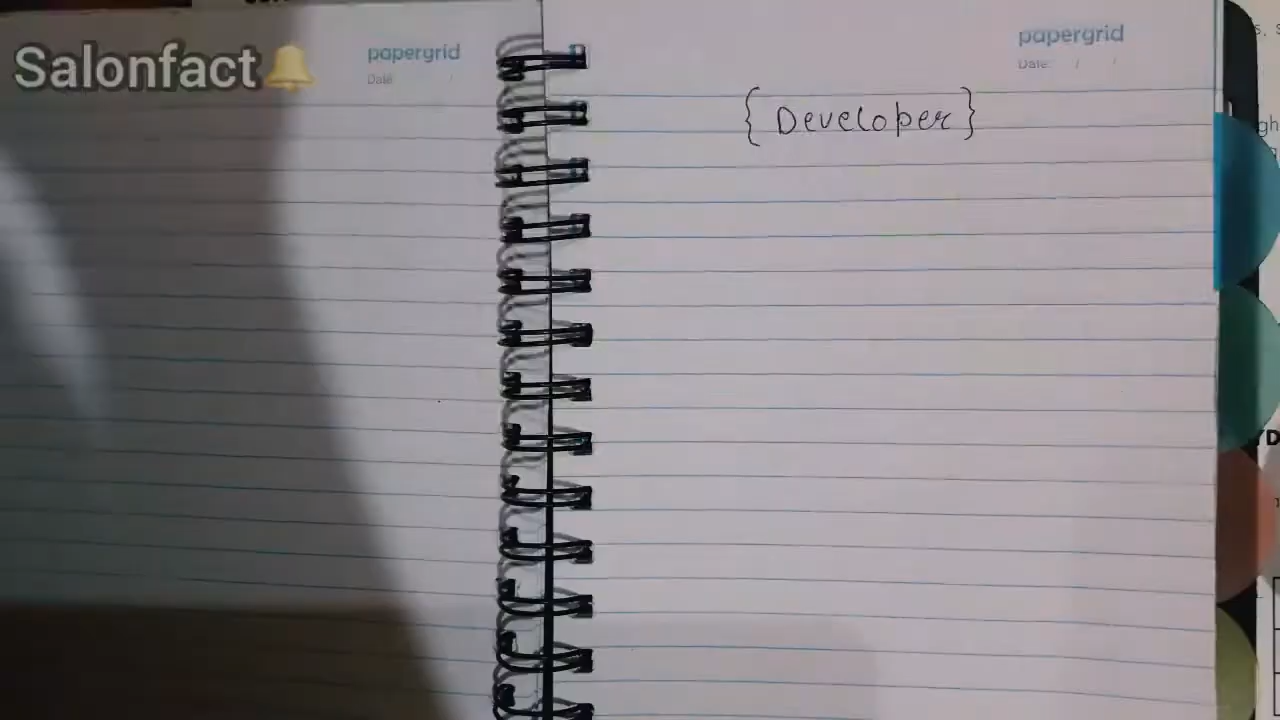 Salonfact🔔
papergrid
Date: / /
papergrid
Date: / /
{ Developer }